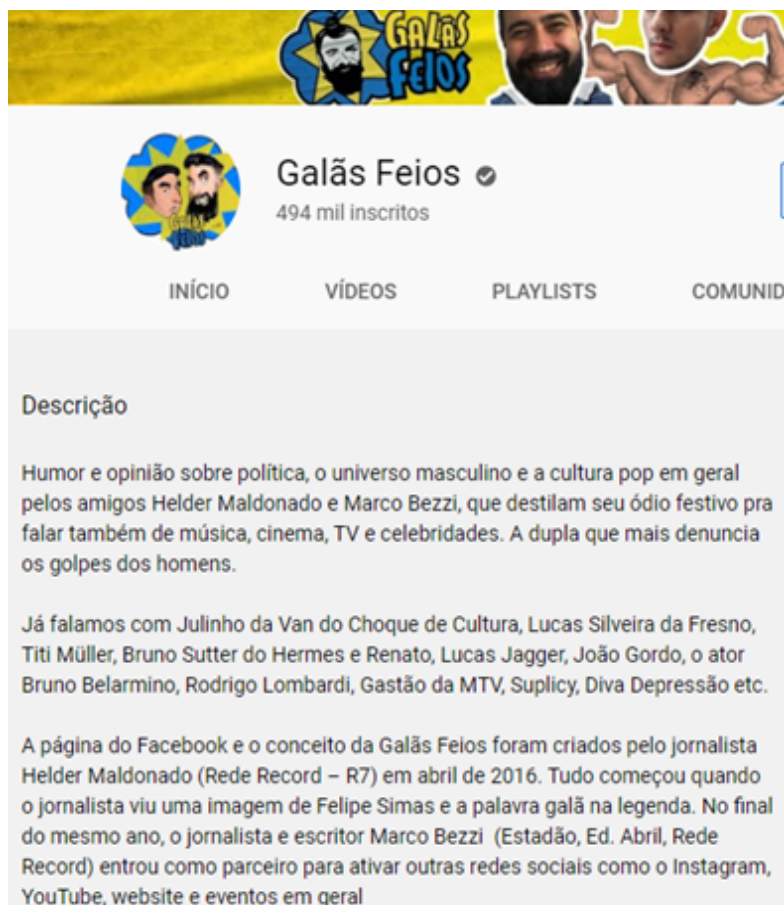 GALÃS
FEIOS
Galãs Feios
494 mil inscritos
GALÃS
FEIOS
INÍCIO VÍDEOS PLAYLISTS COMUNID
Descrição
Humor e opinião sobre política, o universo masculino e a cultura pop em geral
pelos amigos Helder Maldonado e Marco Bezzi, que destilam seu ódio festivo pra
falar também de música, cinema, TV e celebridades. A dupla que mais denuncia
os golpes dos homens.
Já falamos com Julinho da Van do Choque de Cultura, Lucas Silveira da Fresno,
Titi Müller, Bruno Sutter do Hermes e Renato, Lucas Jagger, João Gordo, o ator
Bruno Belarmino, Rodrigo Lombardi, Gastão da MTV, Suplicy, Diva Depressão etc.
A página do Facebook e o conceito da Galãs Feios foram criados pelo jornalista
Helder Maldonado (Rede Record – R7) em abril de 2016. Tudo começou quando
o jornalista viu uma imagem de Felipe Simas e a palavra galã na legenda. No final
do mesmo ano, o jornalista e escritor Marco Bezzi (Estadão, Ed. Abril, Rede
Record) entrou como parceiro para ativar outras redes sociais como o Instagram,
YouTube, website e eventos em geral